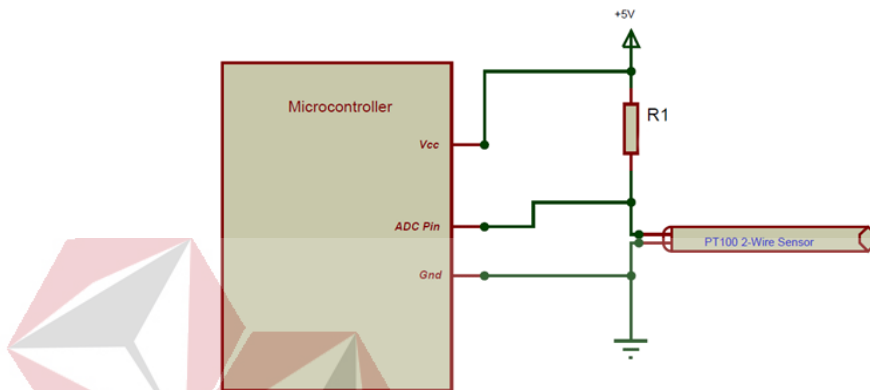 +5V
Microcontroller
R1
Vcc
ADC Pin
PT100 2-Wire Sensor
Gnd